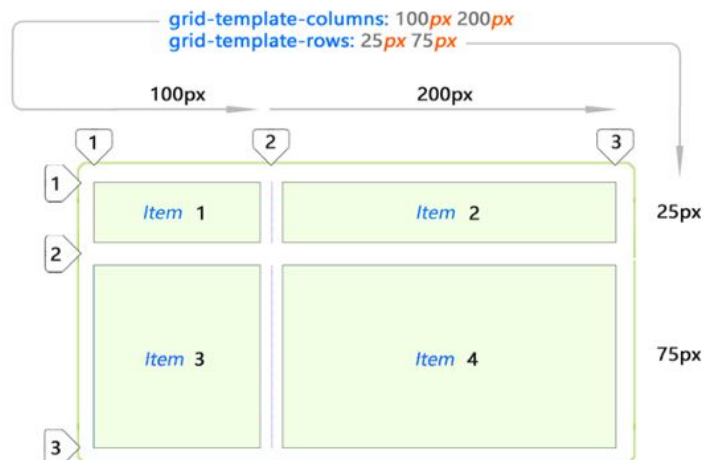 grid-template-columns: 100px 200px
grid-template-rows: 25px 75px
100px 200px
1 2 3
1
Item 1 Item 2 25px
2
Item 3 Item 4 75px
3